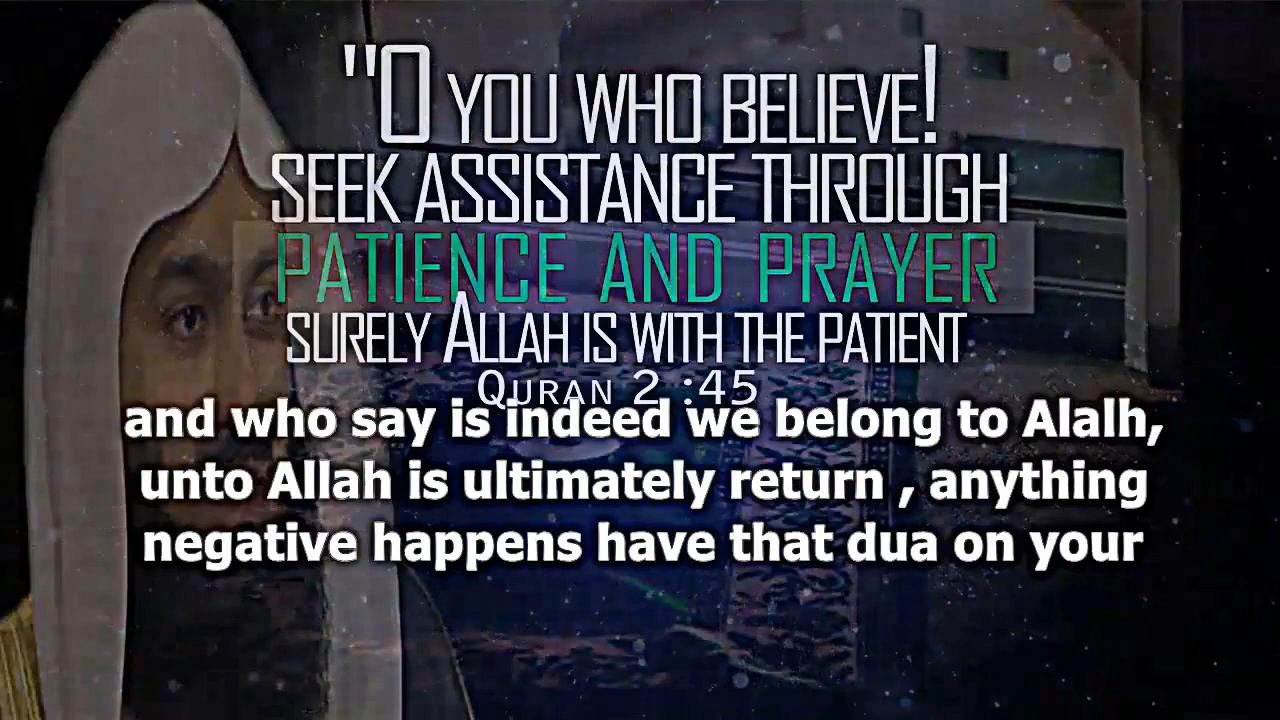 "O YOU WHO BELIEVE!
SEEK ASSISTANCE THROUGH
PATIENCE AND PRAYER
SURELY ALLAH IS WITH THE PATIENT
QURAN 2 :45
and who say is indeed we belong to Alalh,
unto Allah is ultimately return , anything
negative happens have that dua on your